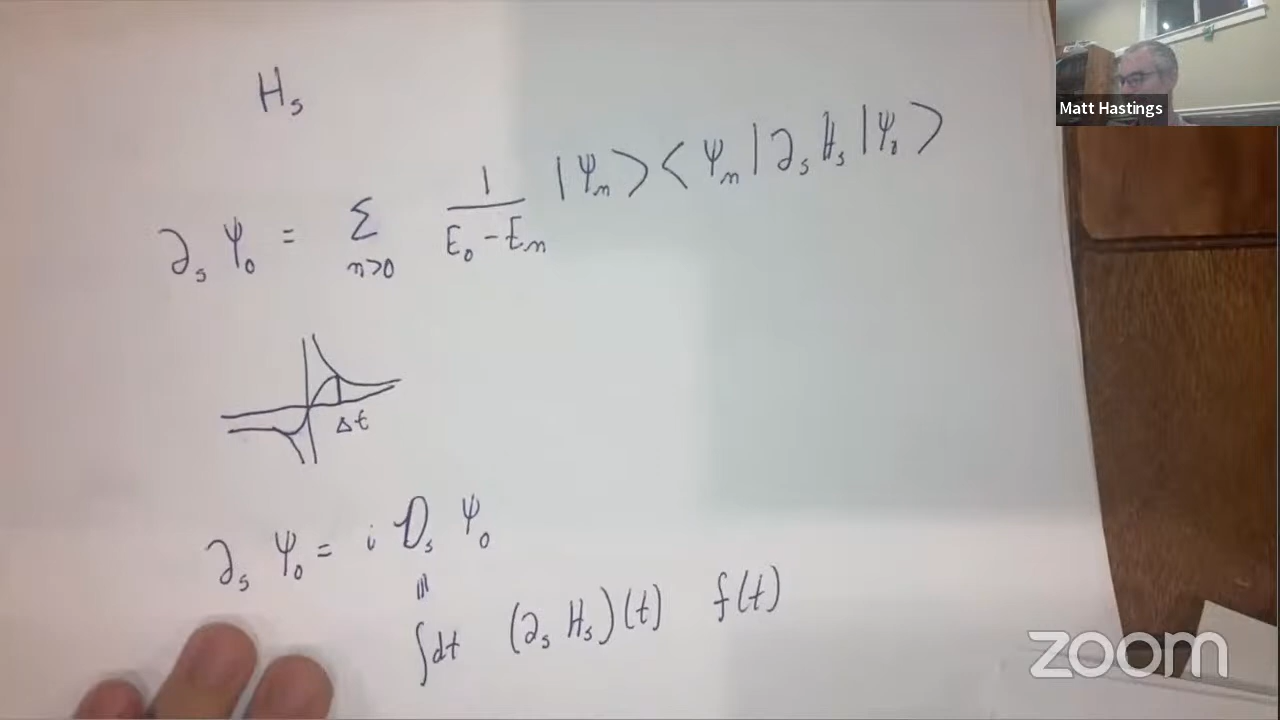 H_s
∂_s ψ_0 = Σ_{n>0} 1/(E_0 - E_n) |ψ_n> <ψ_n| ∂_s H_s |ψ_0>
Δt
∂_s ψ_0 = i D_s ψ_0
≡
∫dt (∂_s H_s)(t) f(t)
Matt Hastings
zoom